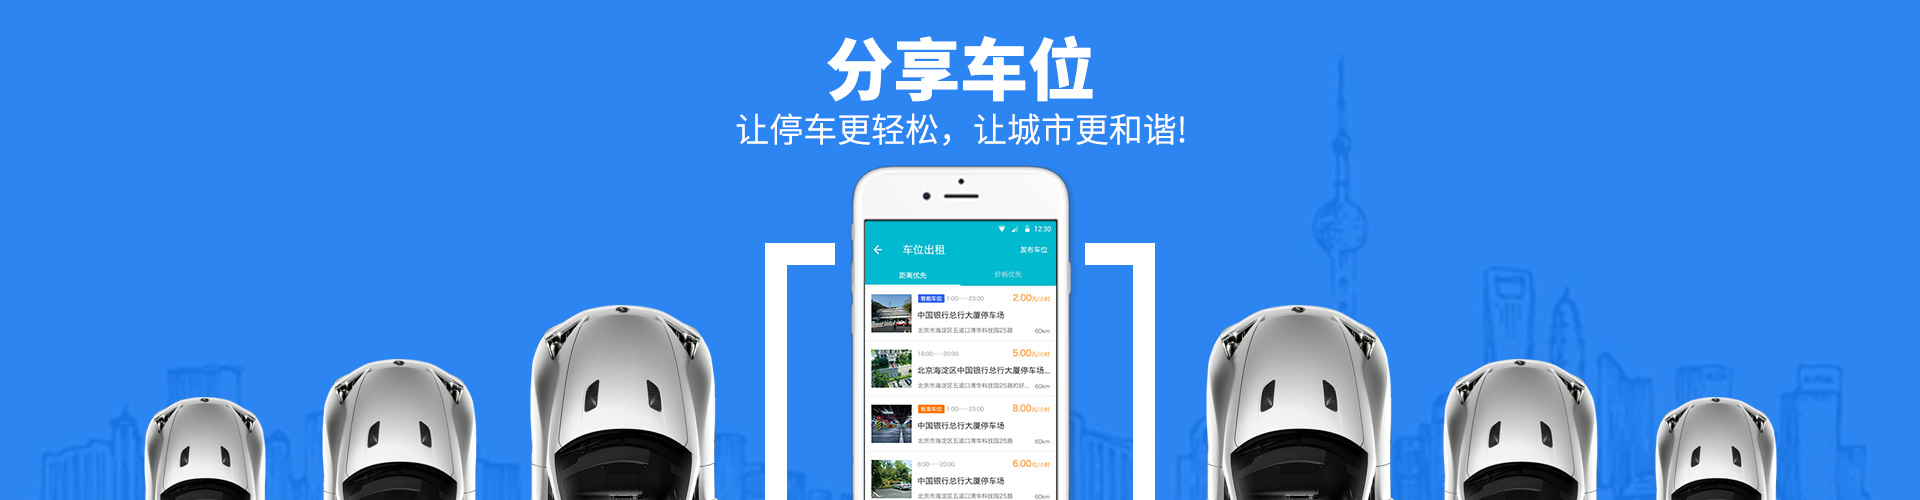 分享车位
让停车更轻松，让城市更和谐!
12:30
车位出租
发布车位
距离优先
价格优先
智能车位 1:00——23:00 2.00元/小时
中国银行总行大厦停车场
北京市海淀区五道口清华科技园25路 60km
18:00——20:00 5.00元/小时
北京海淀区中国银行总行大厦停车场...
北京市海淀区五道口清华科技园25路的好... 60km
标准车位 1:00——23:00 8.00元/小时
中国银行总行大厦停车场
北京市海淀区五道口清华科技园25路 60km
8:00——20:00 6.00元/小时
中国银行总行大厦停车场
北京市海淀区五道口清华科技园25路 60km